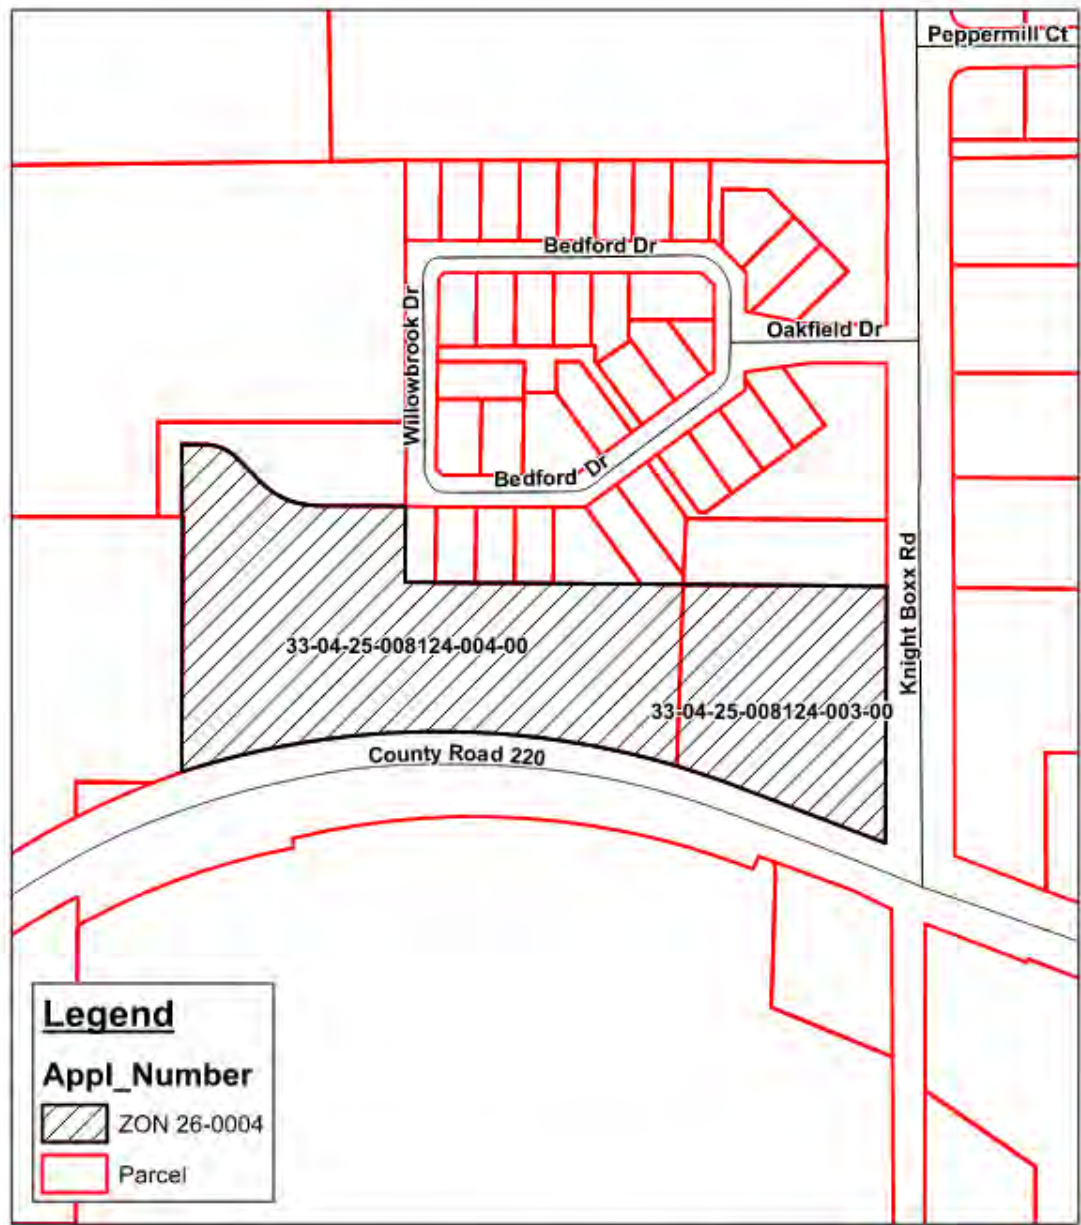 Peppermill Ct
Bedford Dr
Oakfield Dr
Willowbrook Dr
Bedford Dr
Knight Boxx Rd
33-04-25-008124-004-00
33-04-25-008124-003-00
County Road 220
Legend
Appl_Number
ZON 26-0004
Parcel